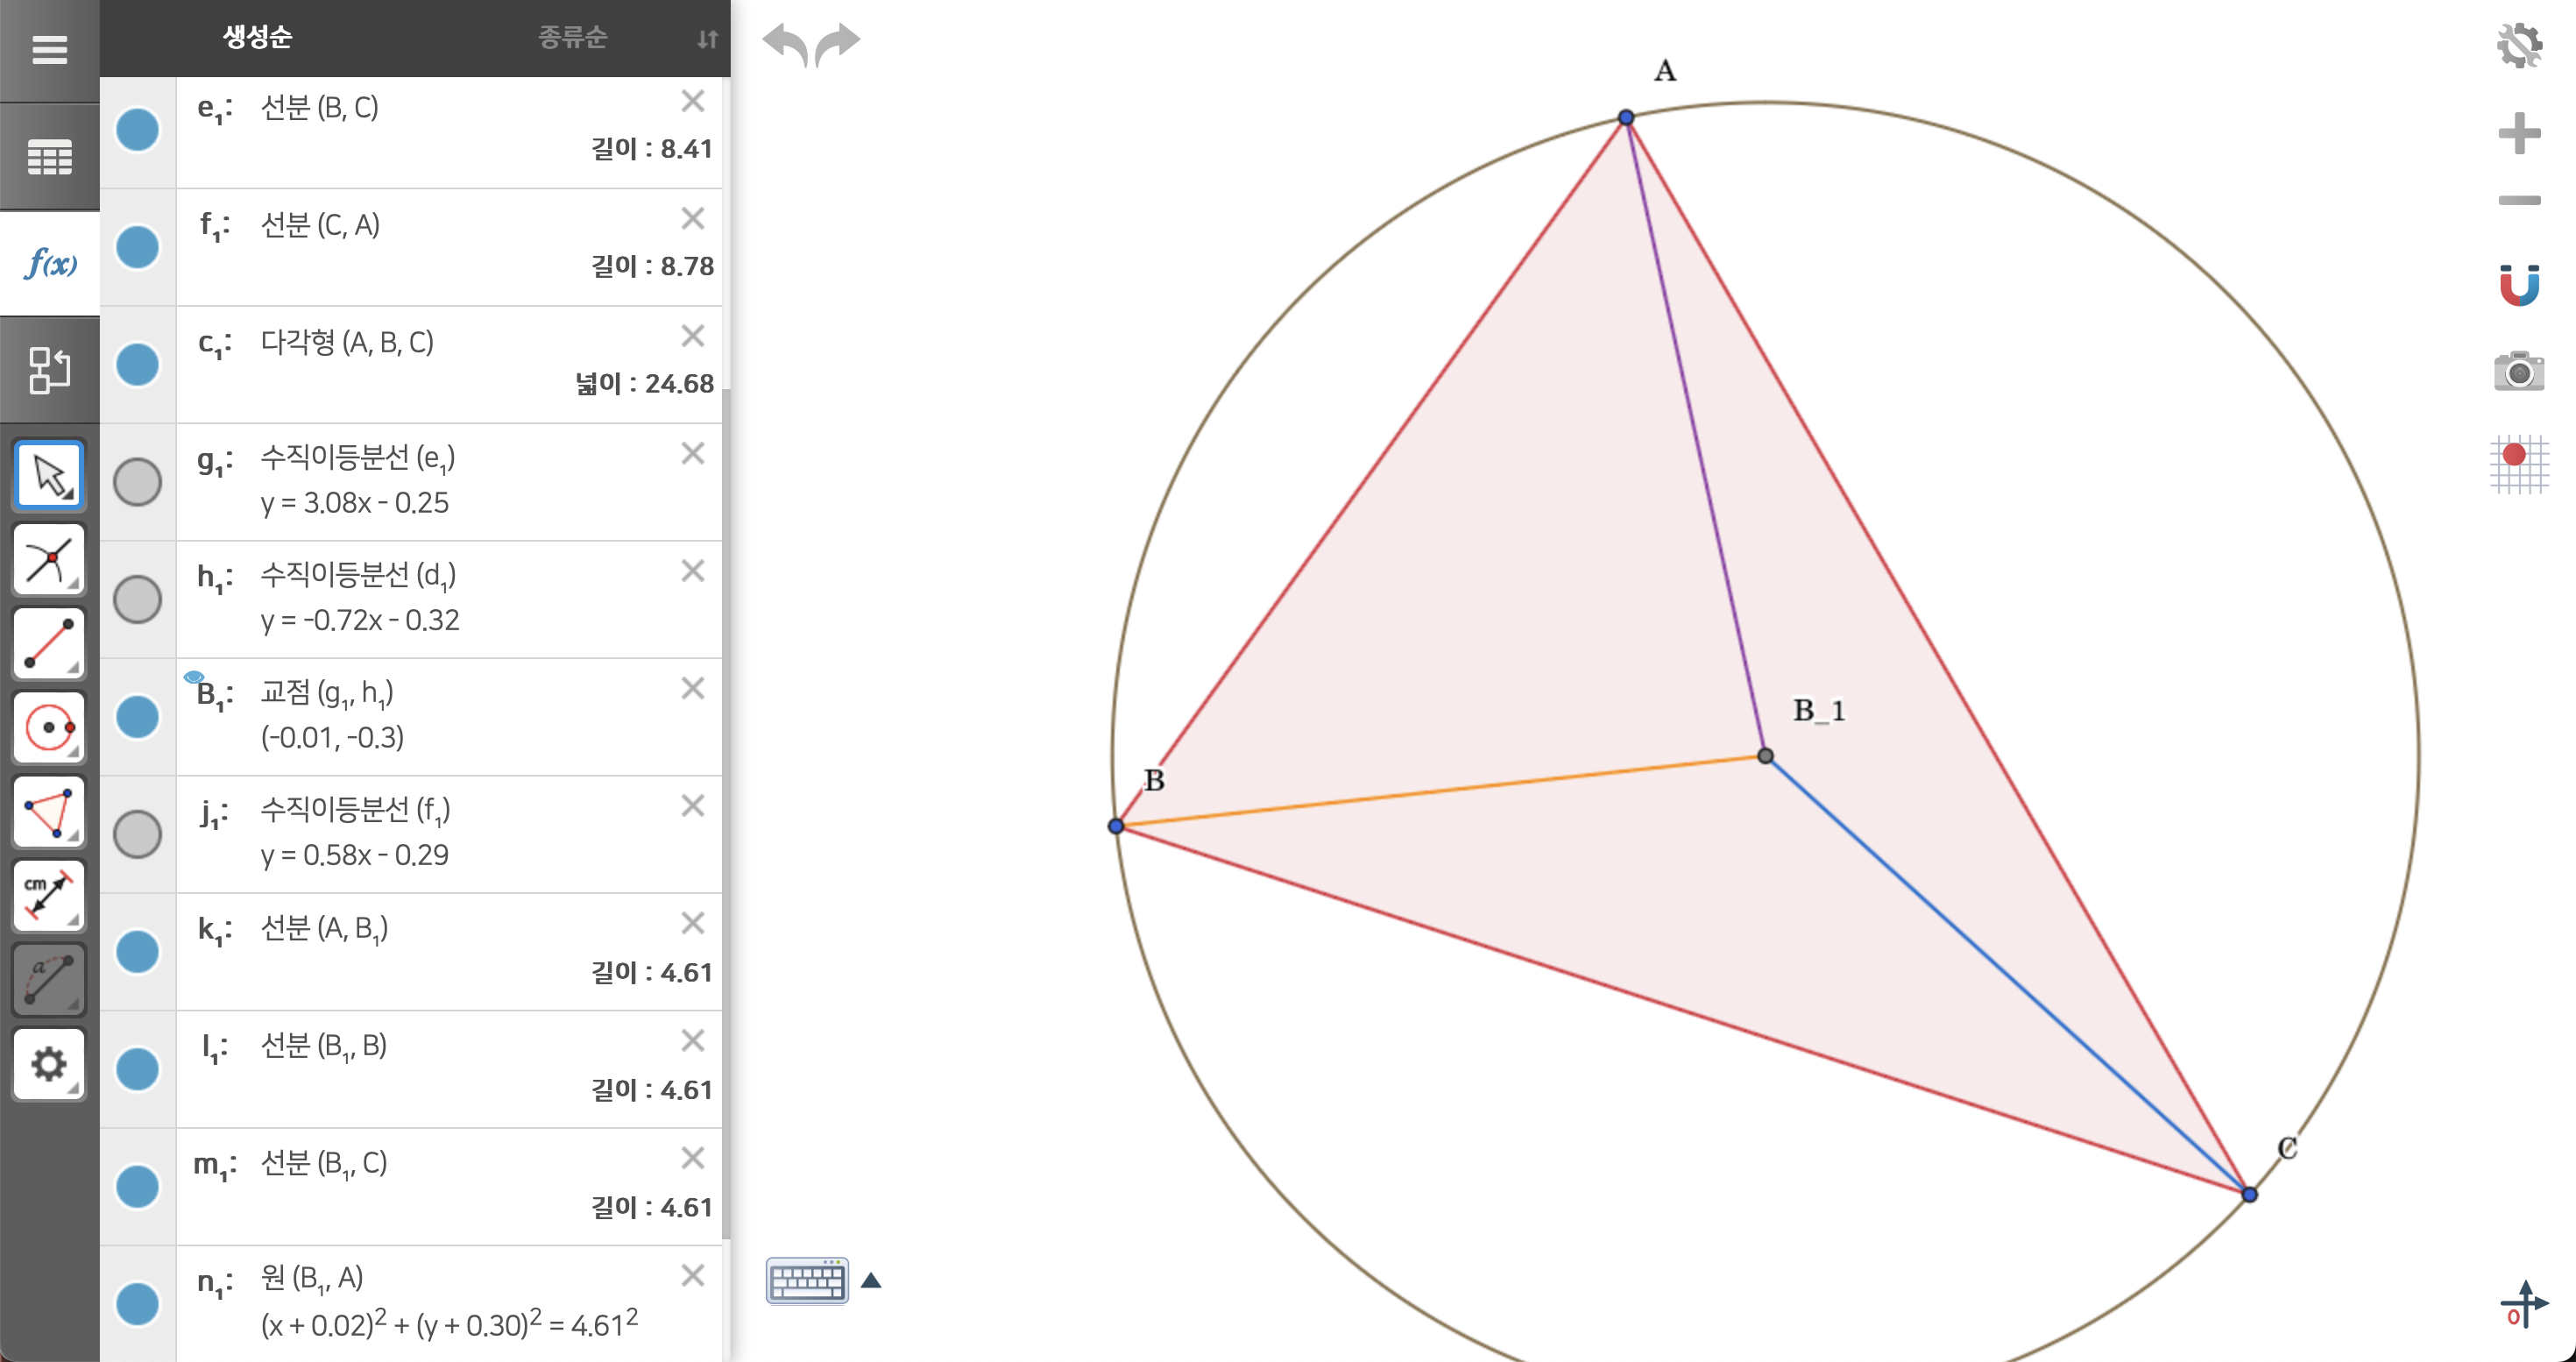 생성순
종류순
f(x)
cm
a
e₁: 선분 (B, C)
길이 : 8.41
f₁: 선분 (C, A)
길이 : 8.78
c₁: 다각형 (A, B, C)
넓이 : 24.68
g₁: 수직이등분선 (e₁)
y = 3.08x - 0.25
h₁: 수직이등분선 (d₁)
y = -0.72x - 0.32
B₁: 교점 (g₁, h₁)
(-0.01, -0.3)
j₁: 수직이등분선 (f₁)
y = 0.58x - 0.29
k₁: 선분 (A, B₁)
길이 : 4.61
l₁: 선분 (B₁, B)
길이 : 4.61
m₁: 선분 (B₁, C)
길이 : 4.61
n₁: 원 (B₁, A)
(x + 0.02)² + (y + 0.30)² = 4.61²
A
B_1
B
C
0